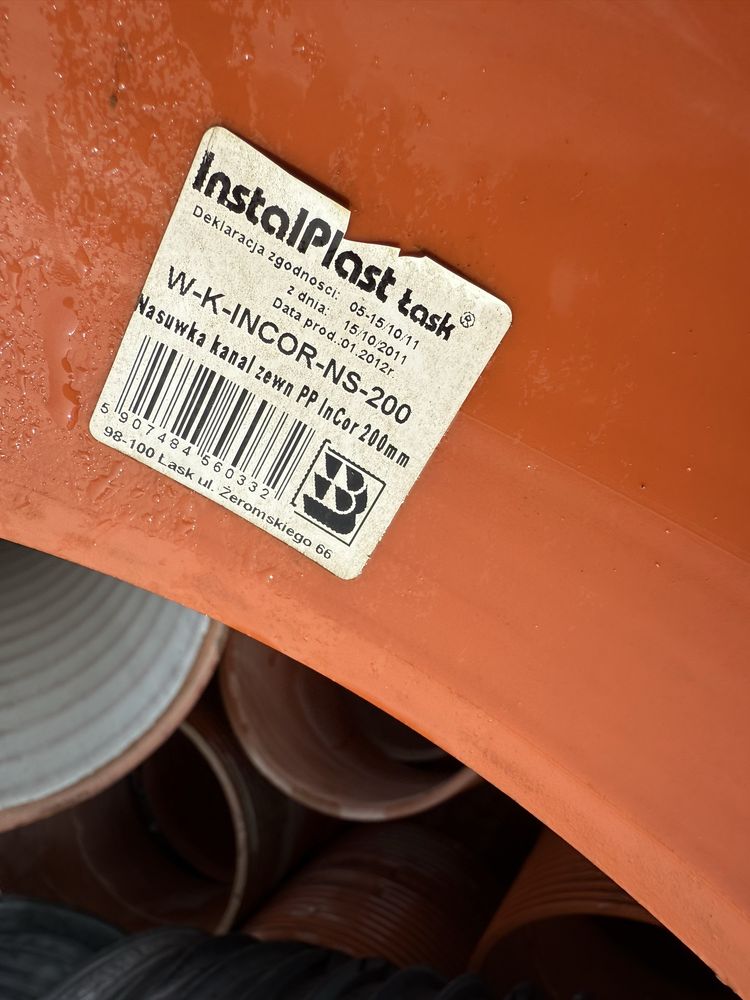 InstalPlast Łask ®
Deklaracja zgodności: 05-15/10/11
z dnia: 15/10/2011
Data prod.:01.2012r.
W-K-INCOR-NS-200
Nasuwka kanal zewn PP InCor 200mm
5 907484 560332
98-100 Łask ul. Żeromskiego 66